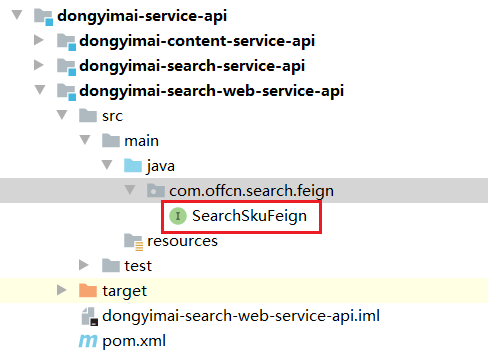 dongyimai-service-api
dongyimai-content-service-api
dongyimai-search-service-api
dongyimai-search-web-service-api
src
main
java
com.offcn.search.feign
I SearchSkuFeign
resources
test
target
dongyimai-search-web-service-api.iml
m pom.xml